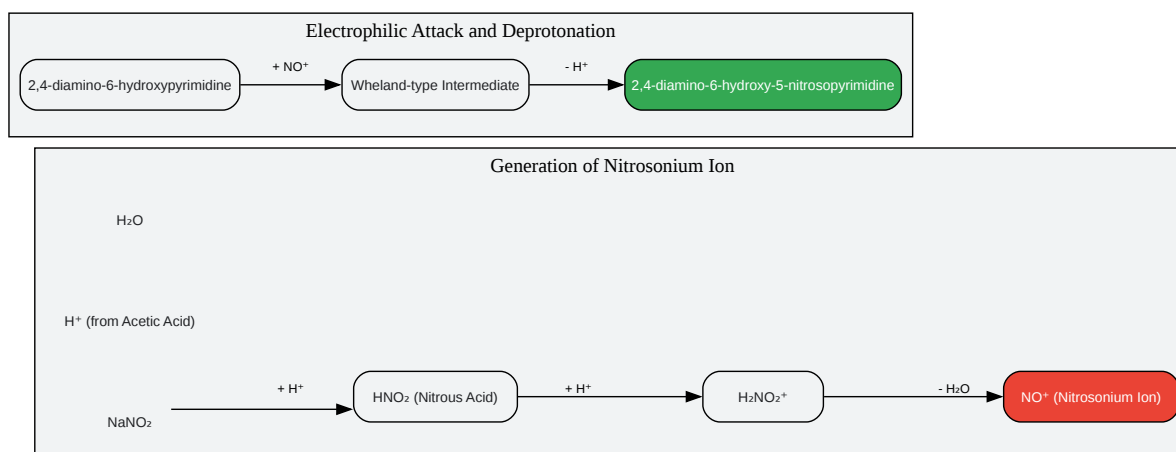 Electrophilic Attack and Deprotonation
2,4-diamino-6-hydroxypyrimidine
+ NO⁺
Wheland-type Intermediate
- H⁺
2,4-diamino-6-hydroxy-5-nitrosopyrimidine
Generation of Nitrosonium Ion
H₂O
H⁺ (from Acetic Acid)
NaNO₂
+ H⁺
HNO₂ (Nitrous Acid)
+ H⁺
H₂NO₂⁺
- H₂O
NO⁺ (Nitrosonium Ion)